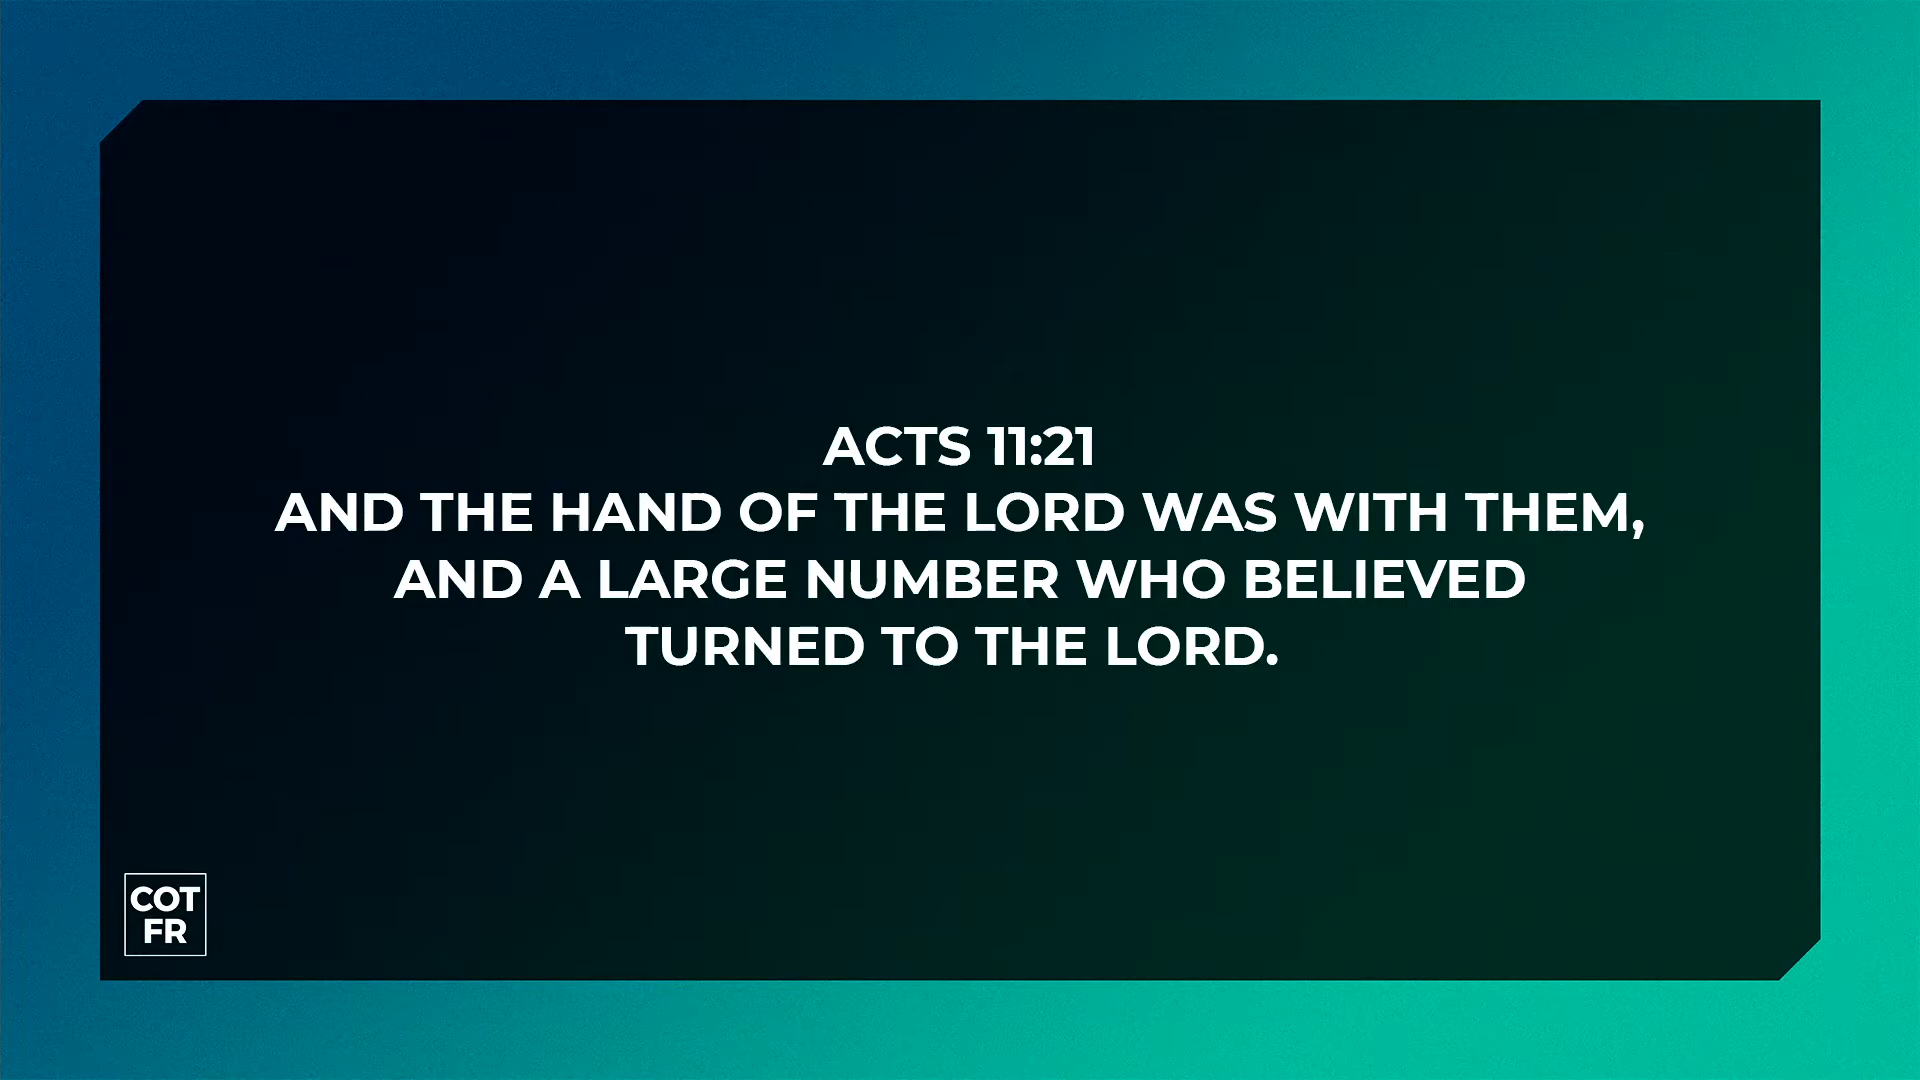 ACTS 11:21
AND THE HAND OF THE LORD WAS WITH THEM,
AND A LARGE NUMBER WHO BELIEVED
TURNED TO THE LORD.
COT
FR